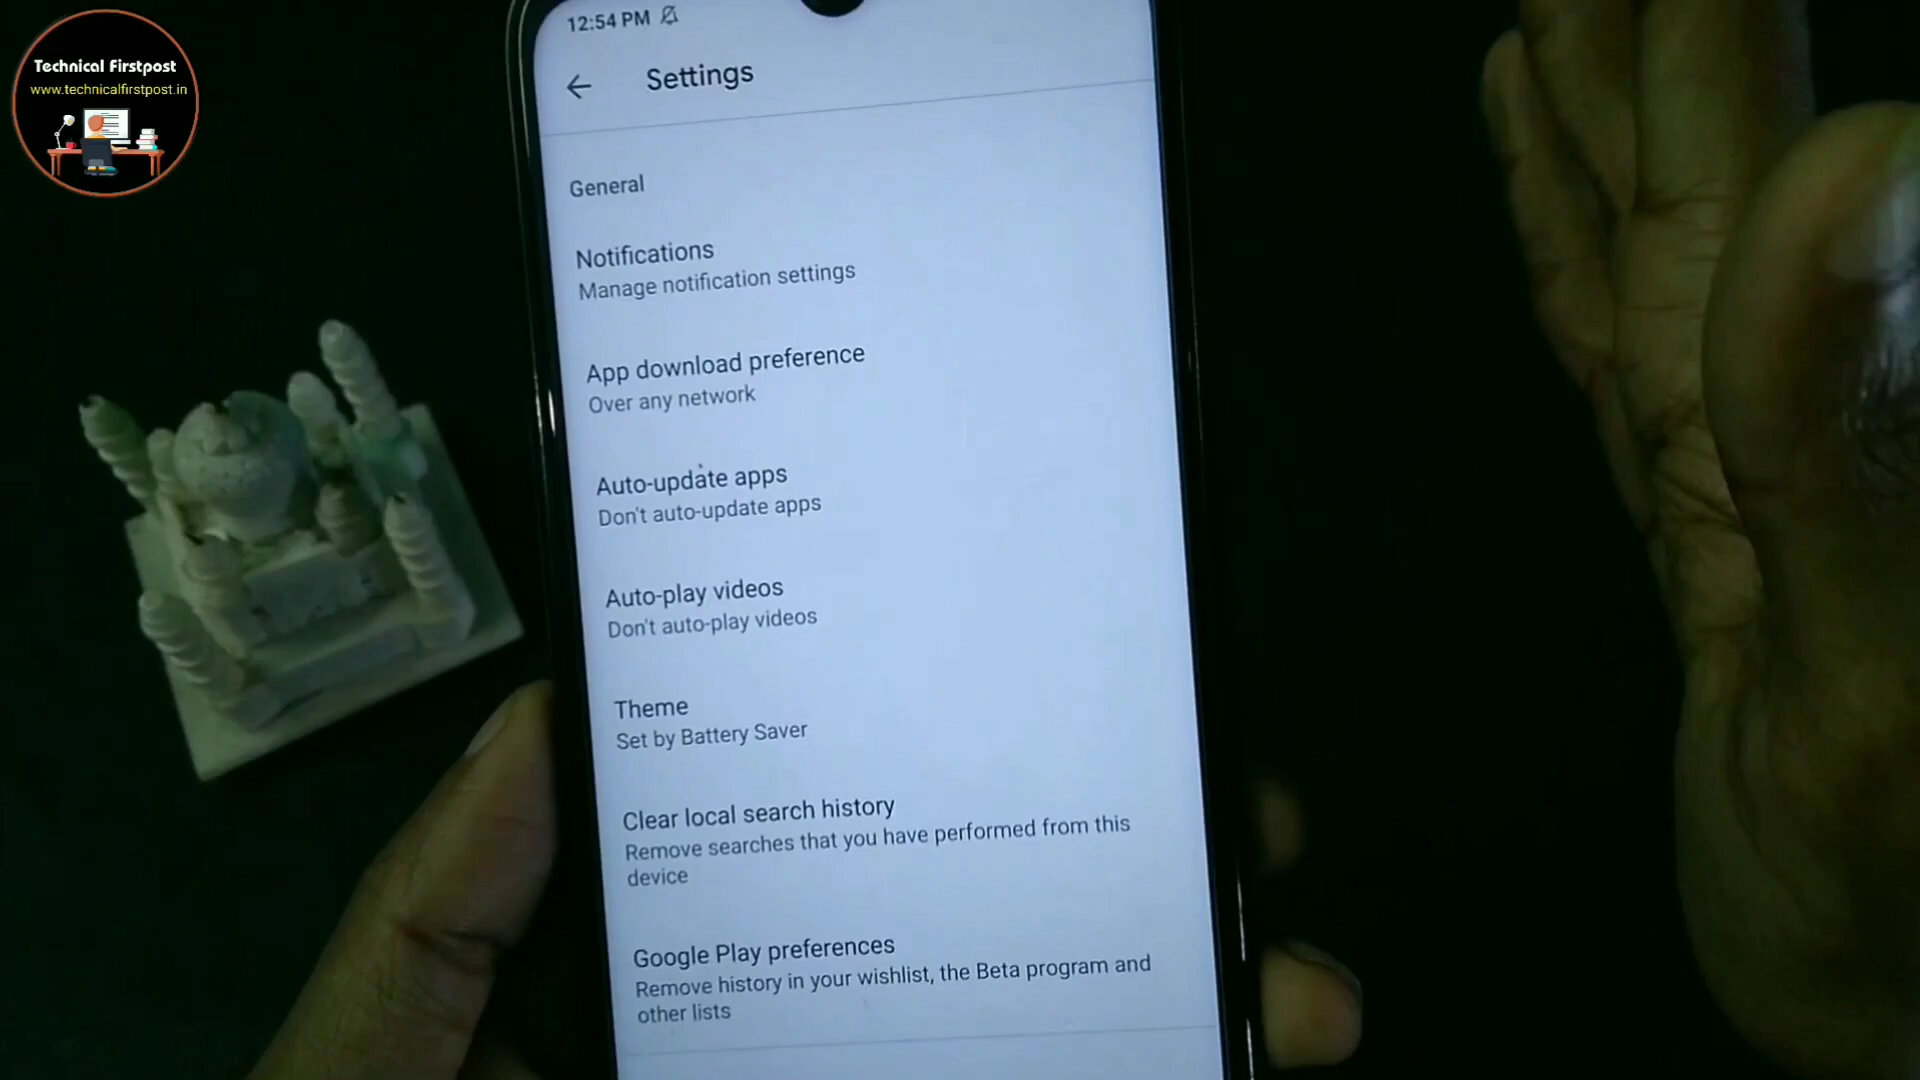 Technical Firstpost
www.technicalfirstpost.in
12:54 PM
Settings
General
Notifications
Manage notification settings
App download preference
Over any network
Auto-update apps
Don't auto-update apps
Auto-play videos
Don't auto-play videos
Theme
Set by Battery Saver
Clear local search history
Remove searches that you have performed from this
device
Google Play preferences
Remove history in your wishlist, the Beta program and
other lists